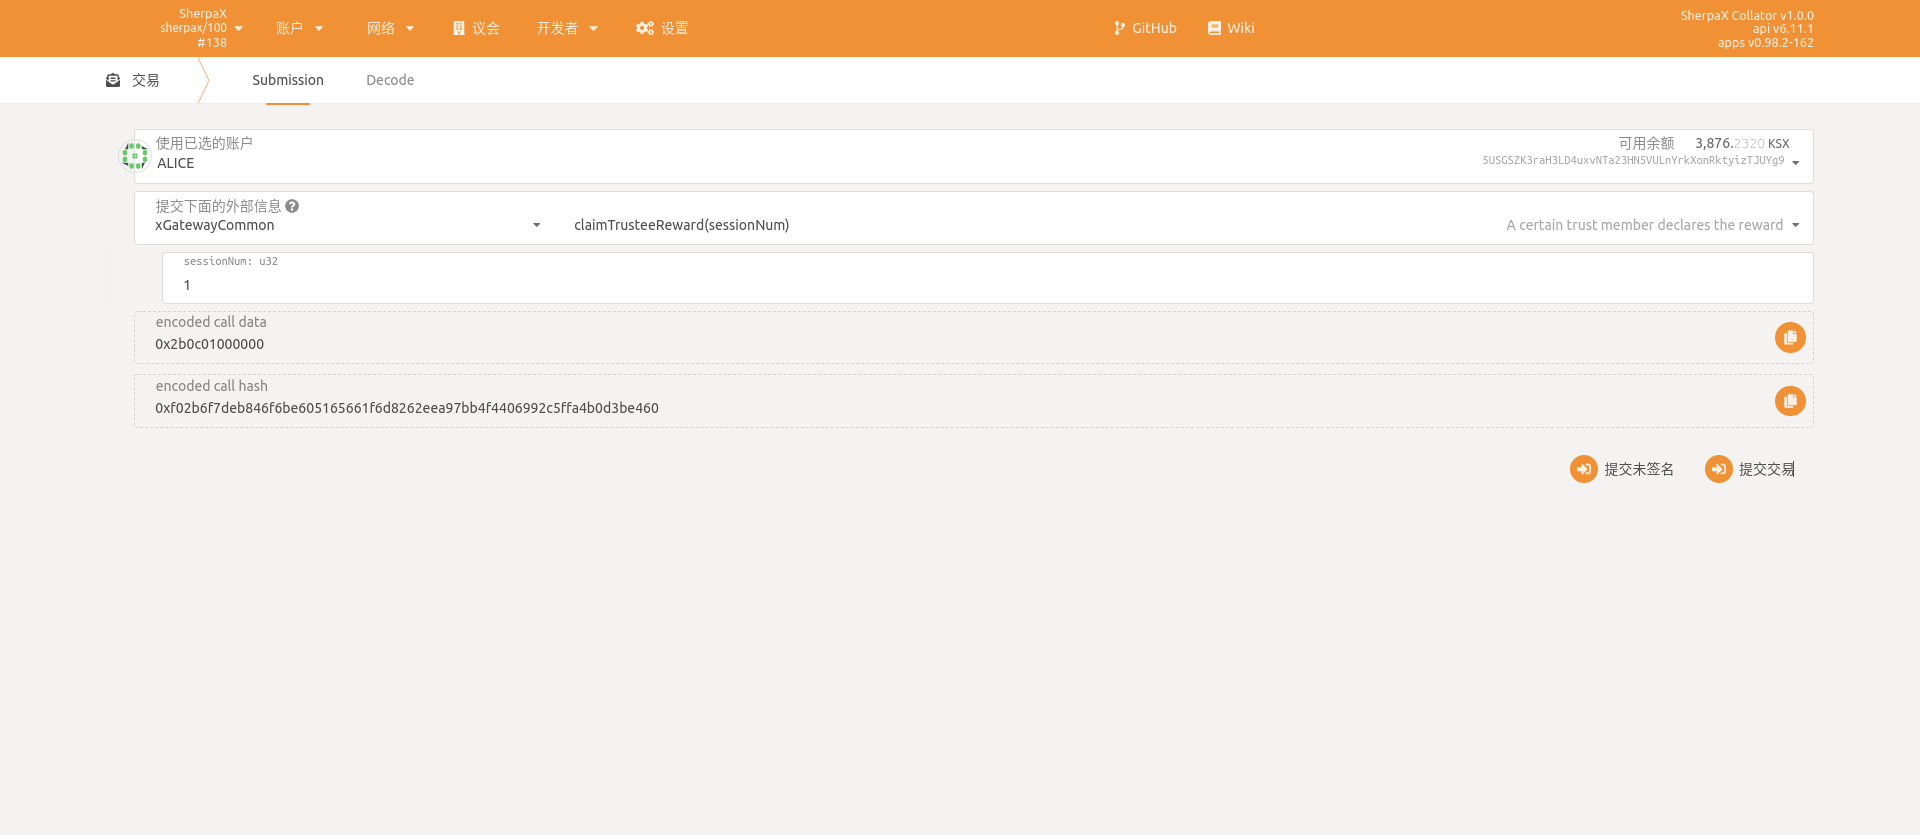 SherpaX
sherpax/100
#138
账户
网络
议会
开发者
设置
GitHub
Wiki
SherpaX Collator v1.0.0
api v6.11.1
apps v0.98.2-162
交易
Submission
Decode
使用已选的账户
ALICE
可用余额 3,876.2320 KSX
5USGSZK3raH3LD4uxvNTa23HN5VULnYrkXonRktyizTJUYg9
提交下面的外部信息
xGatewayCommon
claimTrusteeReward(sessionNum)
A certain trust member declares the reward
sessionNum: u32
1
encoded call data
0x2b0c01000000
encoded call hash
0xf02b6f7deb846f6be605165661f6d8262eea97bb4f4406992c5ffa4b0d3be460
提交未签名
提交交易